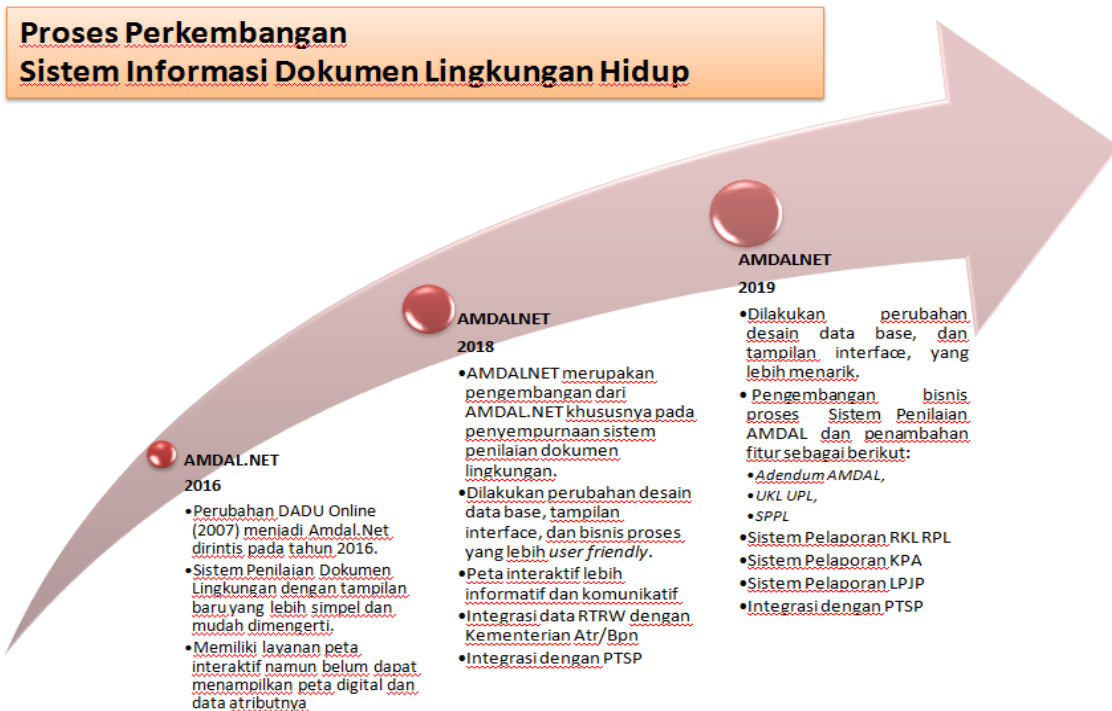 Proses Perkembangan
Sistem Informasi Dokumen Lingkungan Hidup
AMDAL.NET
2016
•Perubahan DADU Online
(2007) menjadi Amdal.Net
dirintis pada tahun 2016.
•Sistem Penilaian Dokumen
Lingkungan dengan tampilan
baru yang lebih simpel dan
mudah dimengerti.
•Memiliki layanan peta
interaktif namun belum dapat
menampilkan peta digital dan
data atributnya
AMDALNET
2018
•AMDALNET merupakan
pengembangan dari
AMDAL.NET khususnya pada
penyempurnaan sistem
penilaian dokumen
lingkungan.
•Dilakukan perubahan desain
data base, tampilan
interface, dan bisnis proses
yang lebih user friendly.
•Peta interaktif lebih
informatif dan komunikatif
•Integrasi data RTRW dengan
Kementerian Atr/Bpn
•Integrasi dengan PTSP
AMDALNET
2019
•Dilakukan perubahan
desain data base, dan
tampilan interface, yang
lebih menarik.
•Pengembangan bisnis
proses Sistem Penilaian
AMDAL dan penambahan
fitur sebagai berikut:
•Adendum AMDAL,
•UKL UPL,
•SPPL
•Sistem Pelaporan RKL RPL
•Sistem Pelaporan KPA
•Sistem Pelaporan LPJP
•Integrasi dengan PTSP